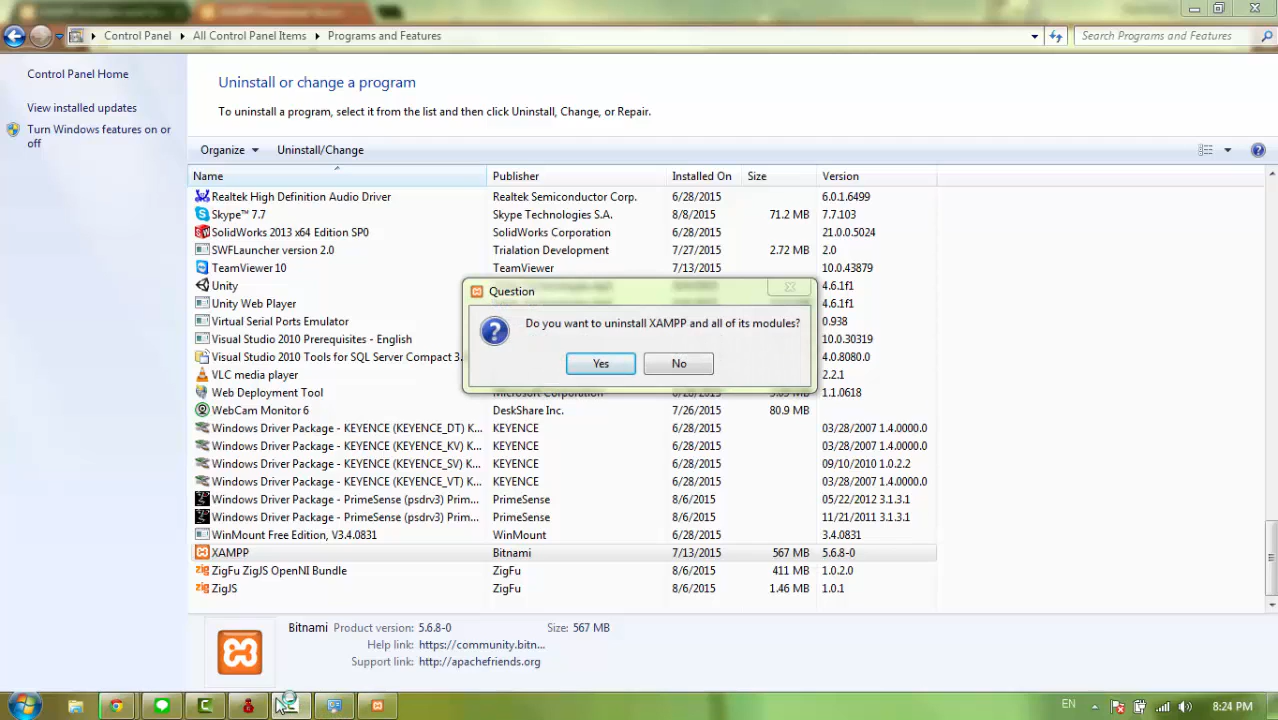 Control Panel ▸ All Control Panel Items ▸ Programs and Features
Search Programs and Features
Control Panel Home
View installed updates
Turn Windows features on or
off
Uninstall or change a program
To uninstall a program, select it from the list and then click Uninstall, Change, or Repair.
Organize Uninstall/Change
Name Publisher Installed On Size Version
Realtek High Definition Audio Driver Realtek Semiconductor Corp. 6/28/2015 6.0.1.6499
Skype™ 7.7 Skype Technologies S.A. 8/8/2015 71.2 MB 7.7.103
SolidWorks 2013 x64 Edition SP0 SolidWorks Corporation 6/28/2015 21.0.0.5024
SWFLauncher version 2.0 Trialation Development 7/27/2015 2.72 MB 2.0
TeamViewer 10 TeamViewer 7/13/2015 10.0.43879
Unity 4.6.1f1
Unity Web Player 4.6.1f1
Virtual Serial Ports Emulator 0.938
Visual Studio 2010 Prerequisites - English 10.0.30319
Visual Studio 2010 Tools for SQL Server Compact 3. 4.0.8080.0
VLC media player 2.2.1
Web Deployment Tool 1.1.0618
WebCam Monitor 6 DeskShare Inc. 7/26/2015 80.9 MB
Windows Driver Package - KEYENCE (KEYENCE_DT) K... KEYENCE 6/28/2015 03/28/2007 1.4.0000.0
Windows Driver Package - KEYENCE (KEYENCE_KV) K... KEYENCE 6/28/2015 03/28/2007 1.4.0000.0
Windows Driver Package - KEYENCE (KEYENCE_SV) K... KEYENCE 6/28/2015 09/10/2010 1.0.2.2
Windows Driver Package - KEYENCE (KEYENCE_VT) K... KEYENCE 6/28/2015 03/28/2007 1.4.0000.0
Windows Driver Package - PrimeSense (psdrv3) Prim... PrimeSense 8/6/2015 05/22/2012 3.1.3.1
Windows Driver Package - PrimeSense (psdrv3) Prim... PrimeSense 8/6/2015 11/21/2011 3.1.3.1
WinMount Free Edition, V3.4.0831 WinMount 6/28/2015 3.4.0831
XAMPP Bitnami 7/13/2015 567 MB 5.6.8-0
ZigFu ZigJS OpenNI Bundle ZigFu 8/6/2015 411 MB 1.0.2.0
ZigJS ZigFu 8/6/2015 1.46 MB 1.0.1
Question
Do you want to uninstall XAMPP and all of its modules?
Yes No
Bitnami Product version: 5.6.8-0 Size: 567 MB
Help link: https://community.bitn...
Support link: http://apachefriends.org
EN 8:24 PM